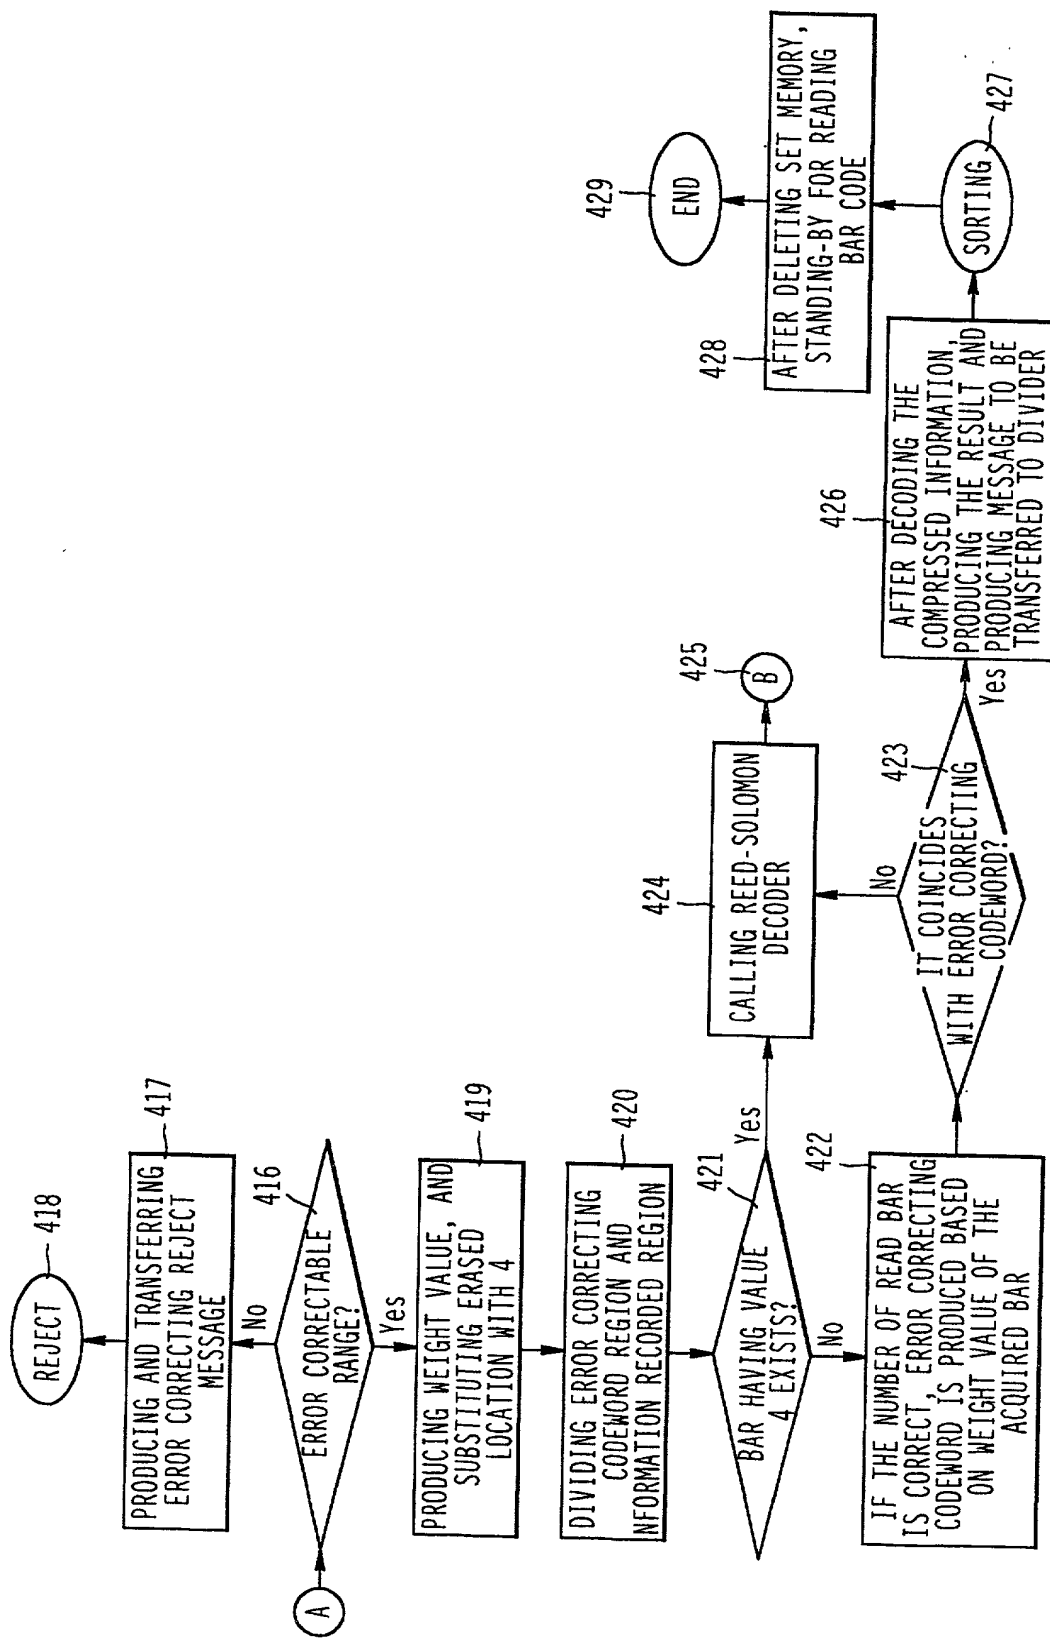 418
REJECT
417
PRODUCING AND TRANSFERRING
ERROR CORRECTING REJECT
MESSAGE
No
416
A
ERROR CORRECTABLE
RANGE?
Yes
419
PRODUCING WEIGHT VALUE, AND
SUBSTITUTING ERASED
LOCATION WITH 4
420
DIVIDING ERROR CORRECTING
CODEWORD REGION AND
NFORMATION RECORDED REGION
421
BAR HAVING VALUE
4 EXISTS?
Yes
No
422
IF THE NUMBER OF READ BAR
IS CORRECT, ERROR CORRECTING
CODEWORD IS PRODUCED BASED
ON WEIGHT VALUE OF THE
ACQUIRED BAR
424
CALLING REED-SOLOMON
DECODER
425
B
423
No
IT COINCIDES
WITH ERROR CORRECTING
CODEWORD?
Yes
426
AFTER DECODING THE
COMPRESSED INFORMATION,
PRODUCING THE RESULT AND
PRODUCING MESSAGE TO BE
TRANSFERRED TO DIVIDER
427
SORTING
428
AFTER DELETING SET MEMORY,
STANDING-BY FOR READING
BAR CODE
429
END